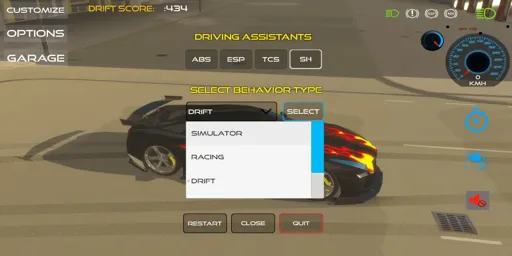 CUSTOMIZE
DRIFT SCORE: :434
OPTIONS
DRIVING ASSISTANTS
GARAGE
ABS ESP TCS SH
KMH
SELECT BEHAVIOR TYPE
DRIFT SELECT
SIMULATOR
RACING
DRIFT
RESTART CLOSE QUIT